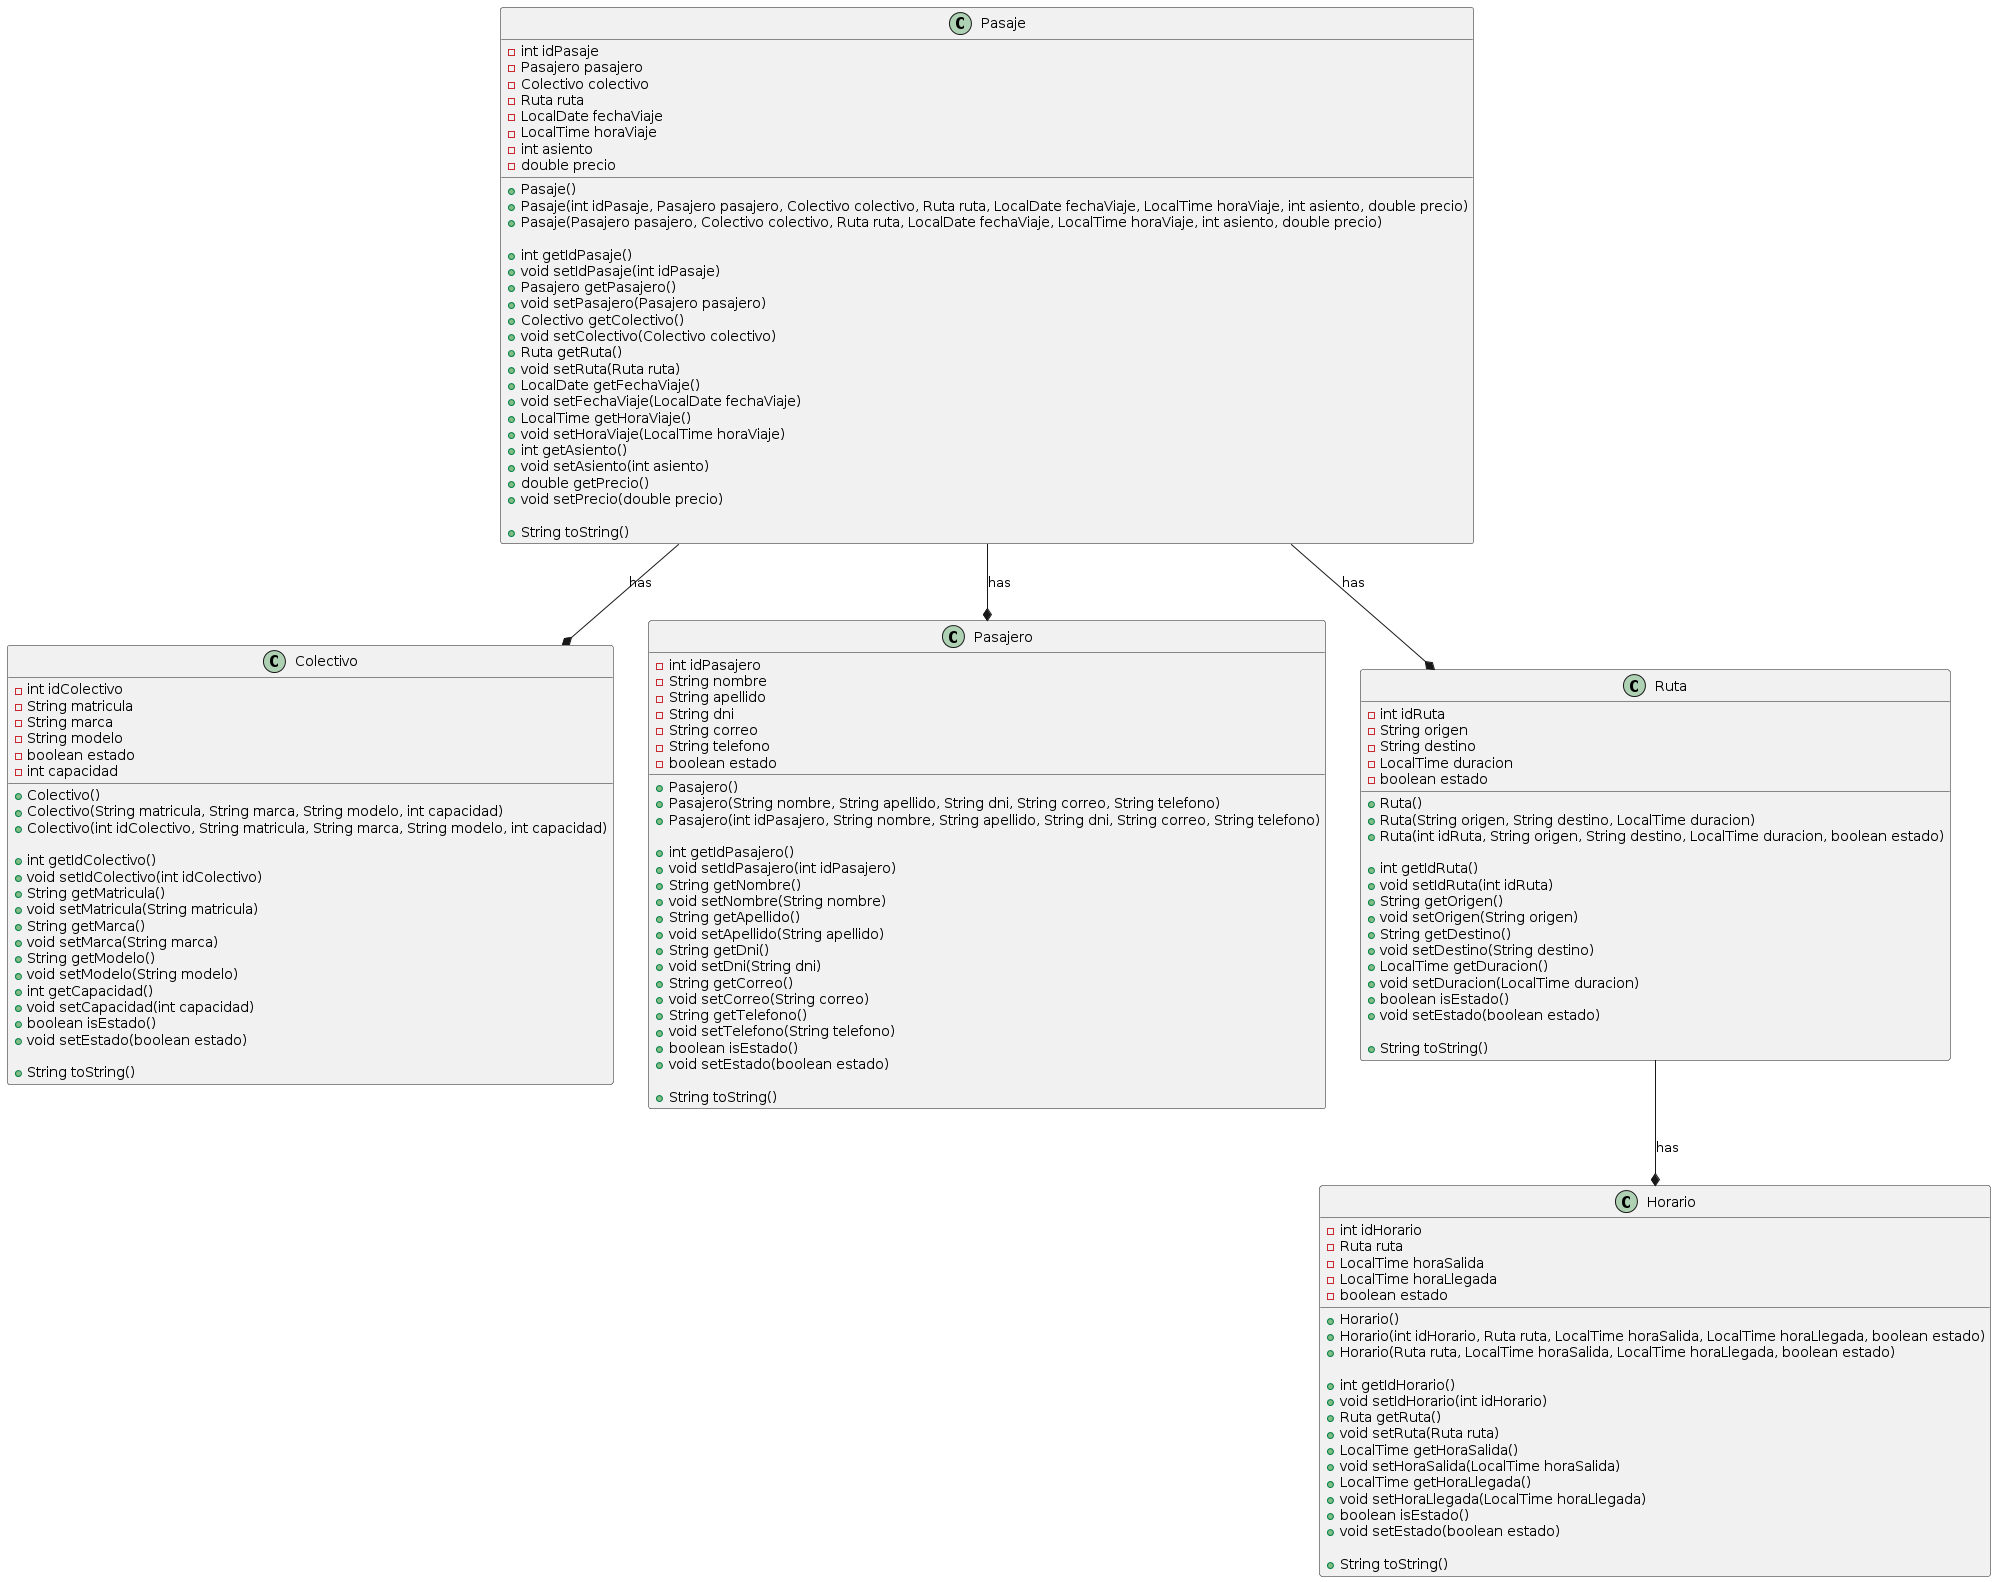 C Pasaje
int idPasaje
Pasajero pasajero
Colectivo colectivo
Ruta ruta
LocalDate fechaViaje
LocalTime horaViaje
int asiento
double precio
Pasaje()
Pasaje(int idPasaje, Pasajero pasajero, Colectivo colectivo, Ruta ruta, LocalDate fechaViaje, LocalTime horaViaje, int asiento, double precio)
Pasaje(Pasajero pasajero, Colectivo colectivo, Ruta ruta, LocalDate fechaViaje, LocalTime horaViaje, int asiento, double precio)
int getIdPasaje()
void setIdPasaje(int idPasaje)
Pasajero getPasajero()
void setPasajero(Pasajero pasajero)
Colectivo getColectivo()
void setColectivo(Colectivo colectivo)
Ruta getRuta()
void setRuta(Ruta ruta)
LocalDate getFechaViaje()
void setFechaViaje(LocalDate fechaViaje)
LocalTime getHoraViaje()
void setHoraViaje(LocalTime horaViaje)
int getAsiento()
void setAsiento(int asiento)
double getPrecio()
void setPrecio(double precio)
String toString()
has
has
has
C Colectivo
int idColectivo
String matricula
String marca
String modelo
boolean estado
int capacidad
Colectivo()
Colectivo(String matricula, String marca, String modelo, int capacidad)
Colectivo(int idColectivo, String matricula, String marca, String modelo, int capacidad)
int getIdColectivo()
void setIdColectivo(int idColectivo)
String getMatricula()
void setMatricula(String matricula)
String getMarca()
void setMarca(String marca)
String getModelo()
void setModelo(String modelo)
int getCapacidad()
void setCapacidad(int capacidad)
boolean isEstado()
void setEstado(boolean estado)
String toString()
C Pasajero
int idPasajero
String nombre
String apellido
String dni
String correo
String telefono
boolean estado
Pasajero()
Pasajero(String nombre, String apellido, String dni, String correo, String telefono)
Pasajero(int idPasajero, String nombre, String apellido, String dni, String correo, String telefono)
int getIdPasajero()
void setIdPasajero(int idPasajero)
String getNombre()
void setNombre(String nombre)
String getApellido()
void setApellido(String apellido)
String getDni()
void setDni(String dni)
String getCorreo()
void setCorreo(String correo)
String getTelefono()
void setTelefono(String telefono)
boolean isEstado()
void setEstado(boolean estado)
String toString()
C Ruta
int idRuta
String origen
String destino
LocalTime duracion
boolean estado
Ruta()
Ruta(String origen, String destino, LocalTime duracion)
Ruta(int idRuta, String origen, String destino, LocalTime duracion, boolean estado)
int getIdRuta()
void setIdRuta(int idRuta)
String getOrigen()
void setOrigen(String origen)
String getDestino()
void setDestino(String destino)
LocalTime getDuracion()
void setDuracion(LocalTime duracion)
boolean isEstado()
void setEstado(boolean estado)
String toString()
has
C Horario
int idHorario
Ruta ruta
LocalTime horaSalida
LocalTime horaLlegada
boolean estado
Horario()
Horario(int idHorario, Ruta ruta, LocalTime horaSalida, LocalTime horaLlegada, boolean estado)
Horario(Ruta ruta, LocalTime horaSalida, LocalTime horaLlegada, boolean estado)
int getIdHorario()
void setIdHorario(int idHorario)
Ruta getRuta()
void setRuta(Ruta ruta)
LocalTime getHoraSalida()
void setHoraSalida(LocalTime horaSalida)
LocalTime getHoraLlegada()
void setHoraLlegada(LocalTime horaLlegada)
boolean isEstado()
void setEstado(boolean estado)
String toString()